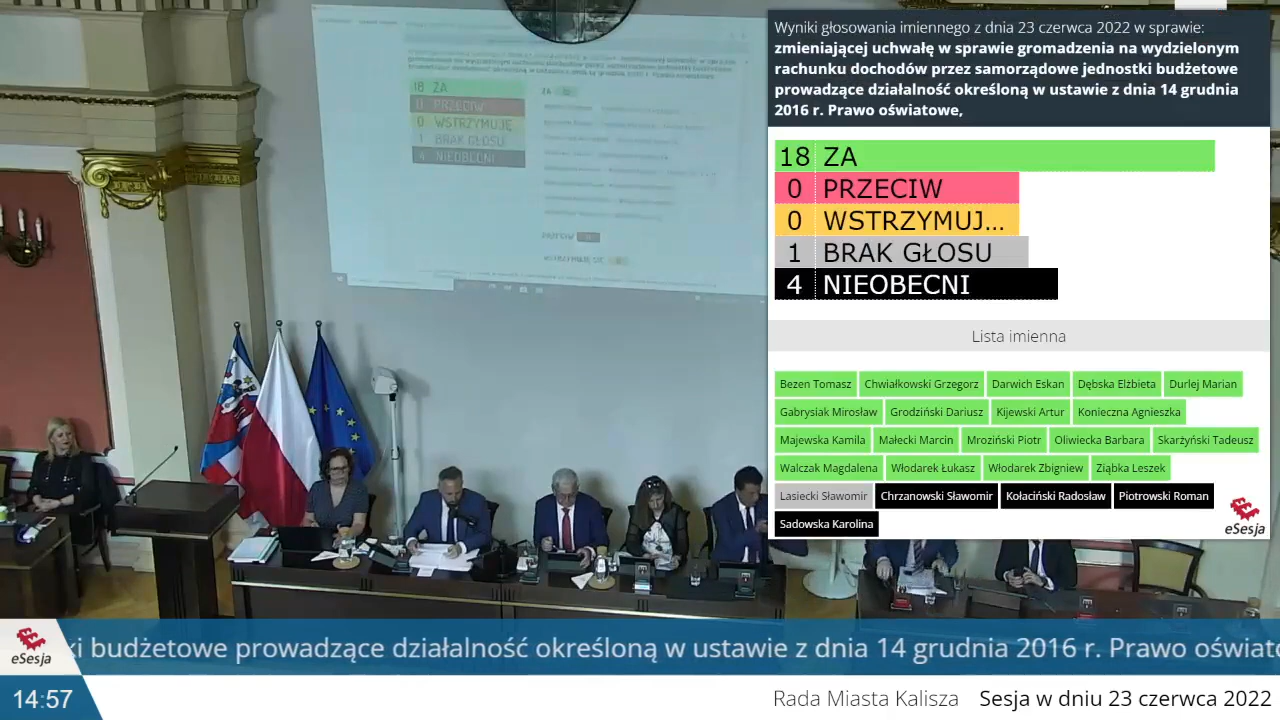 Wyniki głosowania imiennego z dnia 23 czerwca 2022 w sprawie:
zmieniającej uchwałę w sprawie gromadzenia na wydzielonym
rachunku dochodów przez samorządowe jednostki budżetowe
prowadzące działalność określoną w ustawie z dnia 14 grudnia
2016 r. Prawo oświatowe,
18 ZA
0 PRZECIW
0 WSTRZYMUJ...
1 BRAK GŁOSU
4 NIEOBECNI
Lista imienna
Bezen Tomasz Chwiałkowski Grzegorz Darwich Eskan Dębska Elżbieta Durlej Marian
Gabrysiak Mirosław Grodziński Dariusz Kijewski Artur Konieczna Agnieszka
Majewska Kamila Małecki Marcin Mroziński Piotr Oliwiecka Barbara Skarżyński Tadeusz
Walczak Magdalena Włodarek Łukasz Włodarek Zbigniew Ziąbka Leszek
Lasiecki Sławomir Chrzanowski Sławomir Kołaciński Radosław Piotrowski Roman
Sadowska Karolina
eSesja
18 ZA
0 PRZECIW
0 WSTRZYMUJĘ
1 BRAK GŁOSU
4 NIEOBECNI
ZA
eSesja
ki budżetowe prowadzące działalność określoną w ustawie z dnia 14 grudnia 2016 r. Prawo oświato
14:57
Rada Miasta Kalisza Sesja w dniu 23 czerwca 2022